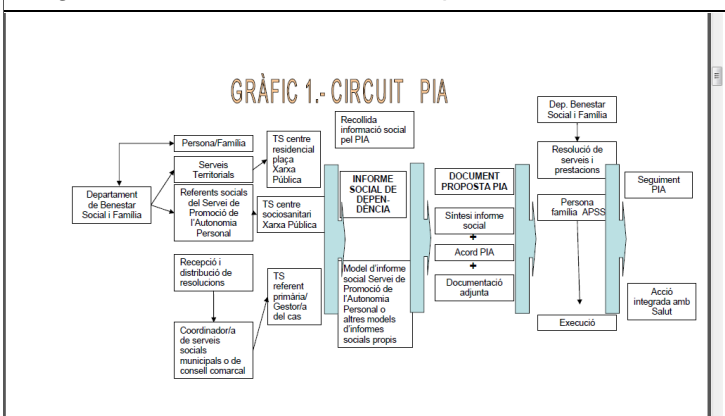 GRÀFIC 1.- CIRCUIT PIA
Departament
de Benestar
Social i Família
Persona/Família
Serveis
Territorials
Referents socials
del Servei de
Promoció de
l'Autonomia
Personal
Recepció i
distribució de
resolucions
Coordinador/a
de serveis
socials
municipals o de
consell comarcal
TS centre
residencial
plaça
Xarxa
Pública
TS centre
sociosanitari
Xarxa Pública
TS
referent
primària/
Gestor/a
del cas
Recollida
informació social
pel PIA
INFORME
SOCIAL DE
DEPEN-
DÈNCIA
Model d'informe
social Servei de
Promoció de
l'Autonomia
Personal o
altres models
d'informes
socials propis
DOCUMENT
PROPOSTA PIA
Síntesi informe
social
+
Acord PIA
+
Documentació
adjunta
Dep. Benestar
Social i Família
Resolució de
serveis i
prestacions
Persona
família APSS
Execució
Seguiment
PIA
Acció
integrada amb
Salut